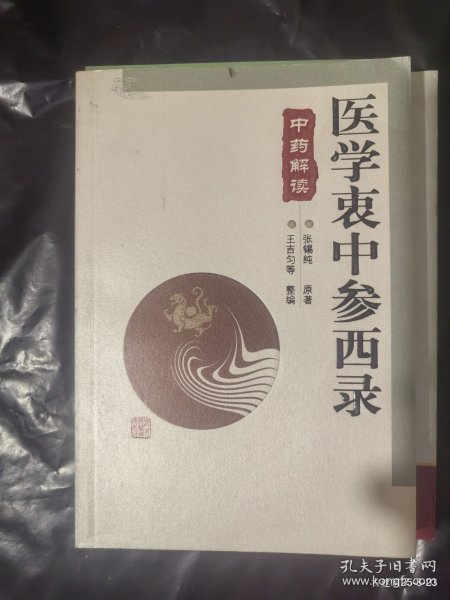 医学衷中参西录
中药解读
张锡纯 原著
王吉匀等 整编
孔夫子旧书网